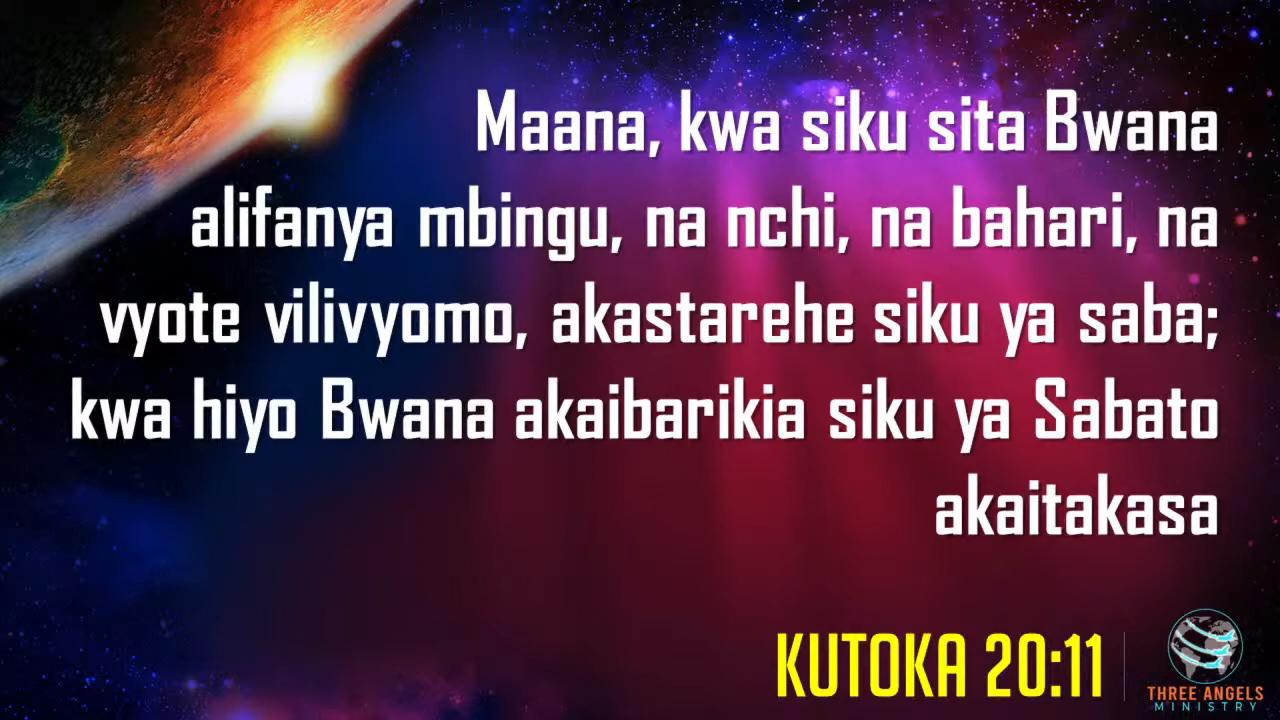 Maana, kwa siku sita Bwana
alifanya mbingu, na nchi, na bahari, na
vyote vilivyomo, akastarehe siku ya saba;
kwa hiyo Bwana akaibarikia siku ya Sabato
akaitakasa
KUTOKA 20:11
THREE ANGELS
MINISTRY